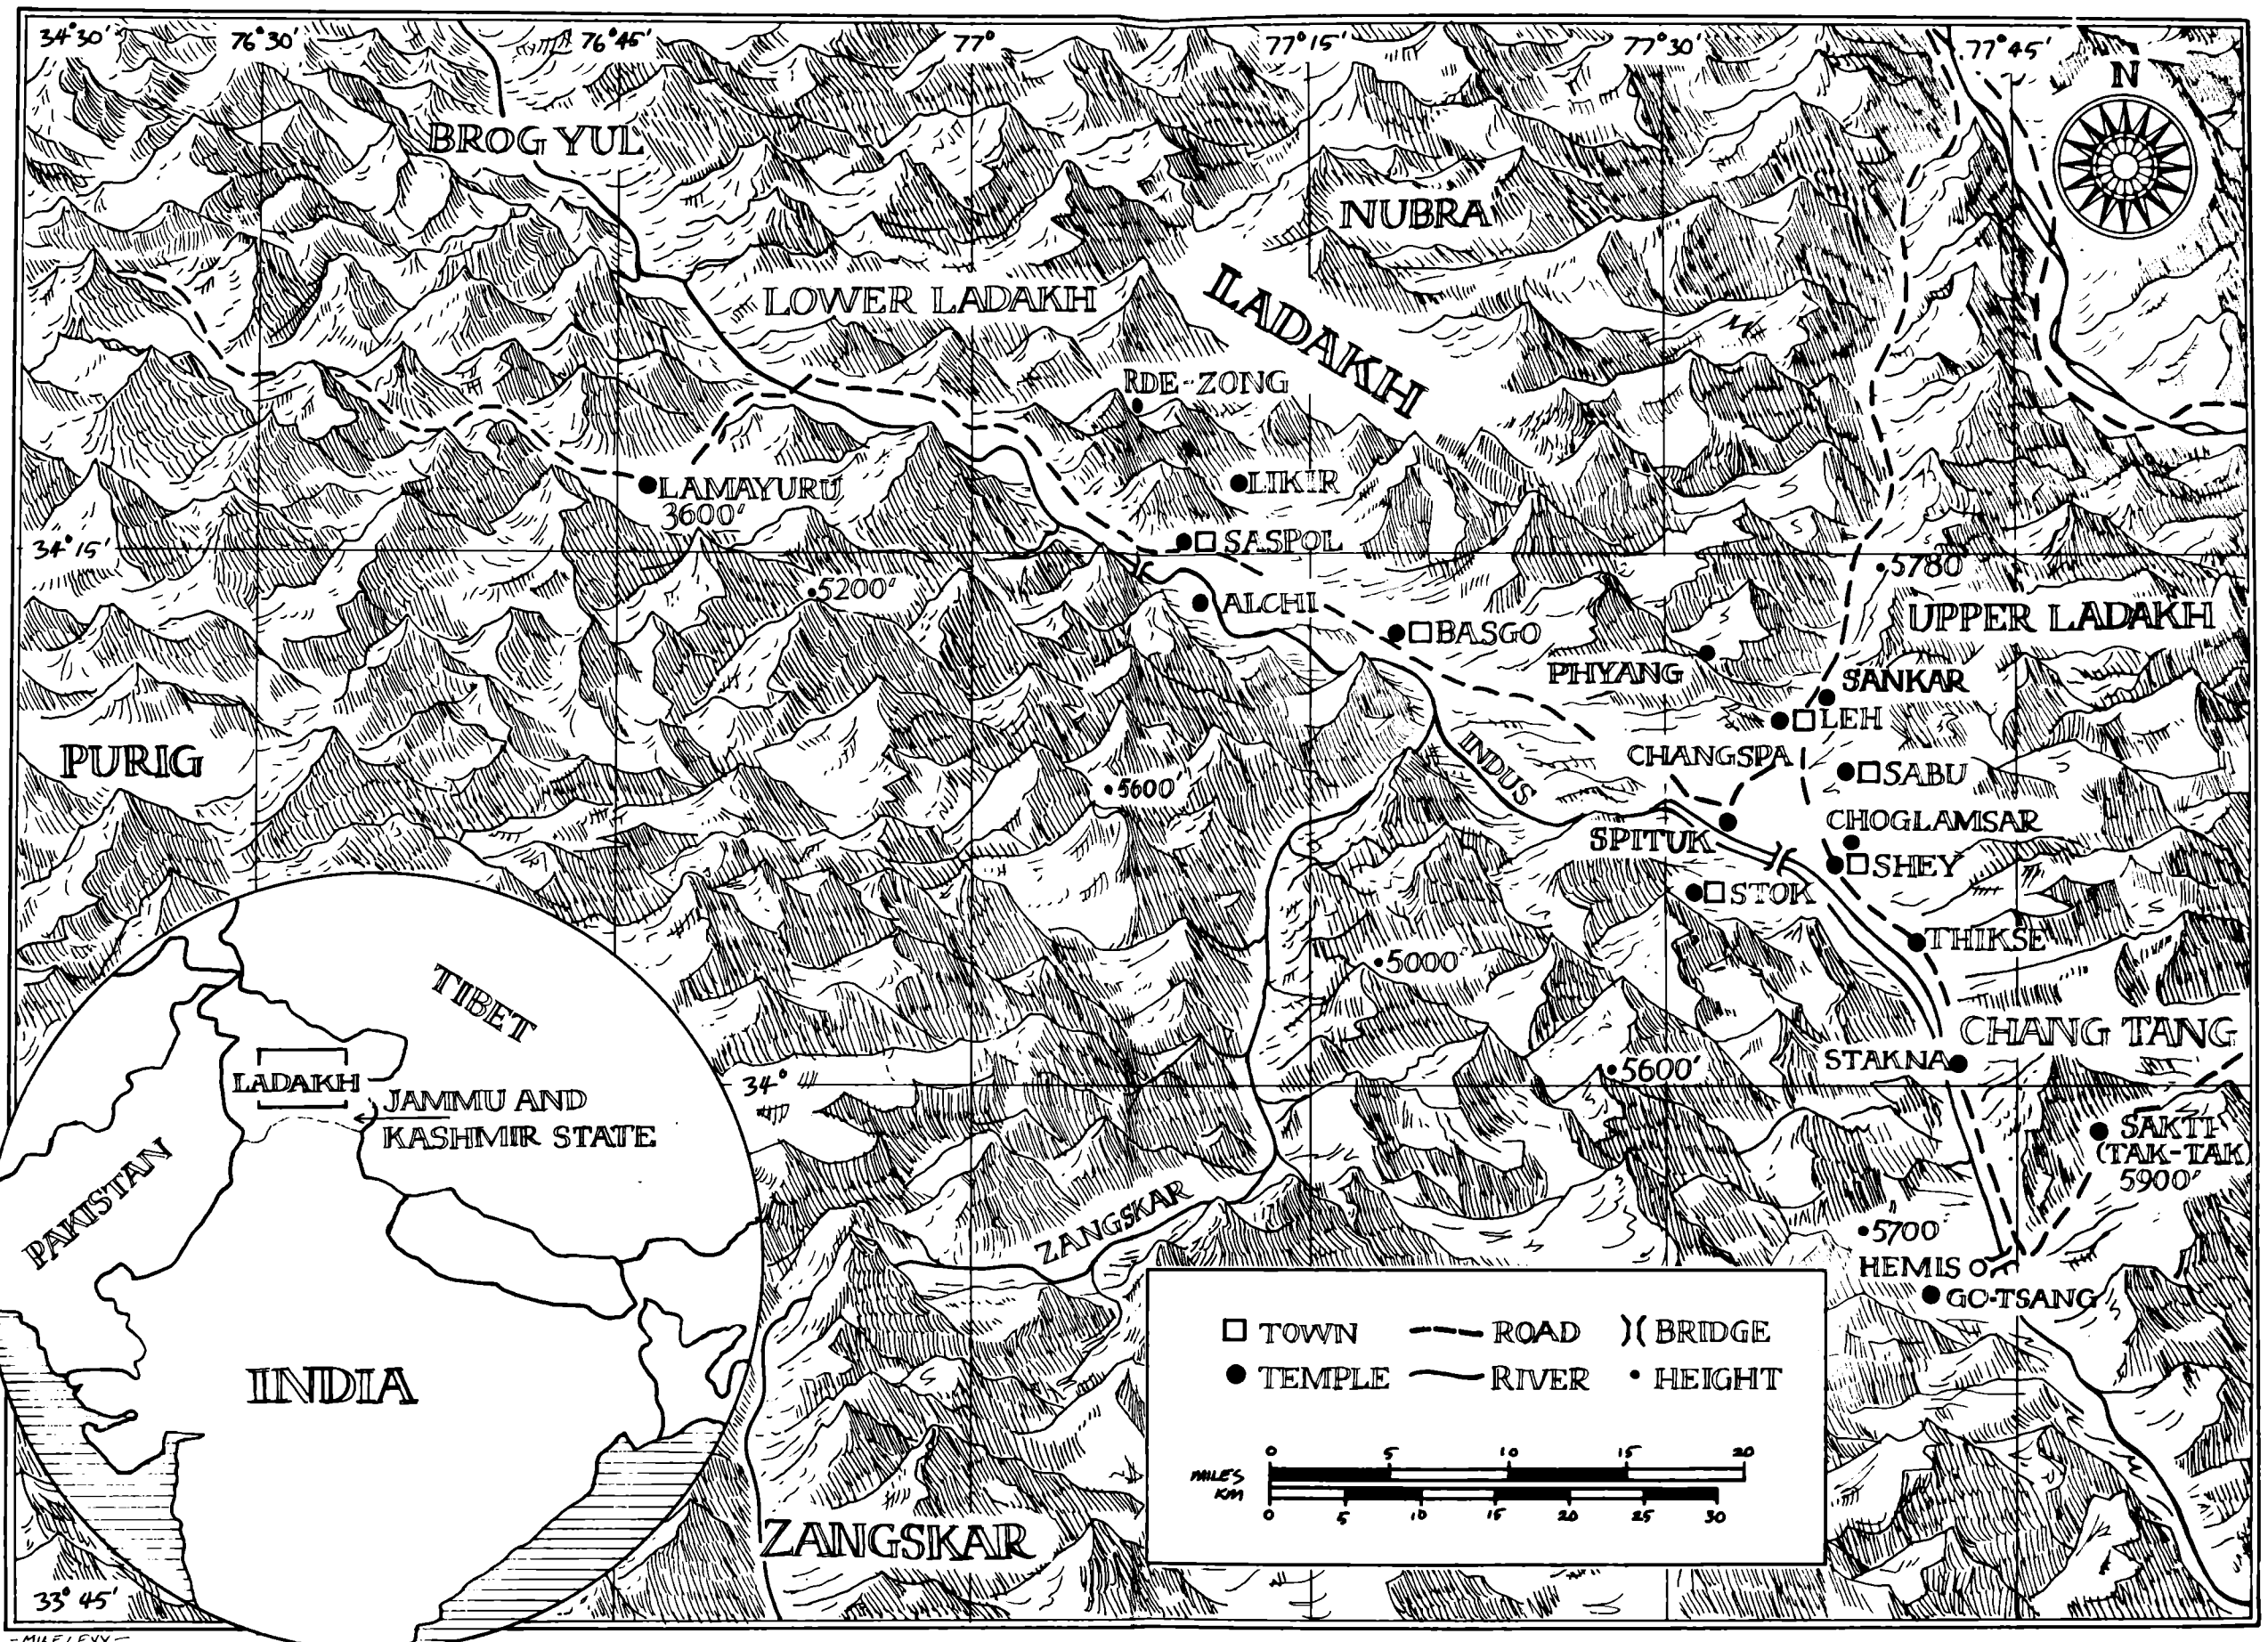 34°30'
76°30'
76°45'
77°
77°15'
77°30'
77°45'
N
BROG YUL
NUBRA
LOWER LADAKH
LADAKH
RDE-ZONG
LAMAYURU
3600'
LIKIR
34°15'
SASPOL
5200'
ALCHI
5780
UPPER LADAKH
BASGO
PHYANG
SANKAR
LEH
PURIG
CHANGSPA
INDUS
SABU
5600'
CHOGLAMSAR
SPITUK
SHEY
STOK
THIKSE
5000
TIBET
CHANG TANG
STAKNA
LADAKH
34°
5600'
JAMMU AND
KASHMIR STATE
SAKTI
(TAK-TAK)
5900'
PAKISTAN
ZANGSKAR
5700
HEMIS
GO-TSANG
INDIA
TOWN
ROAD
BRIDGE
TEMPLE
RIVER
HEIGHT
0 5 10 15 20
MILES
KM
0 5 10 15 20 25 30
ZANGSKAR
33°45'